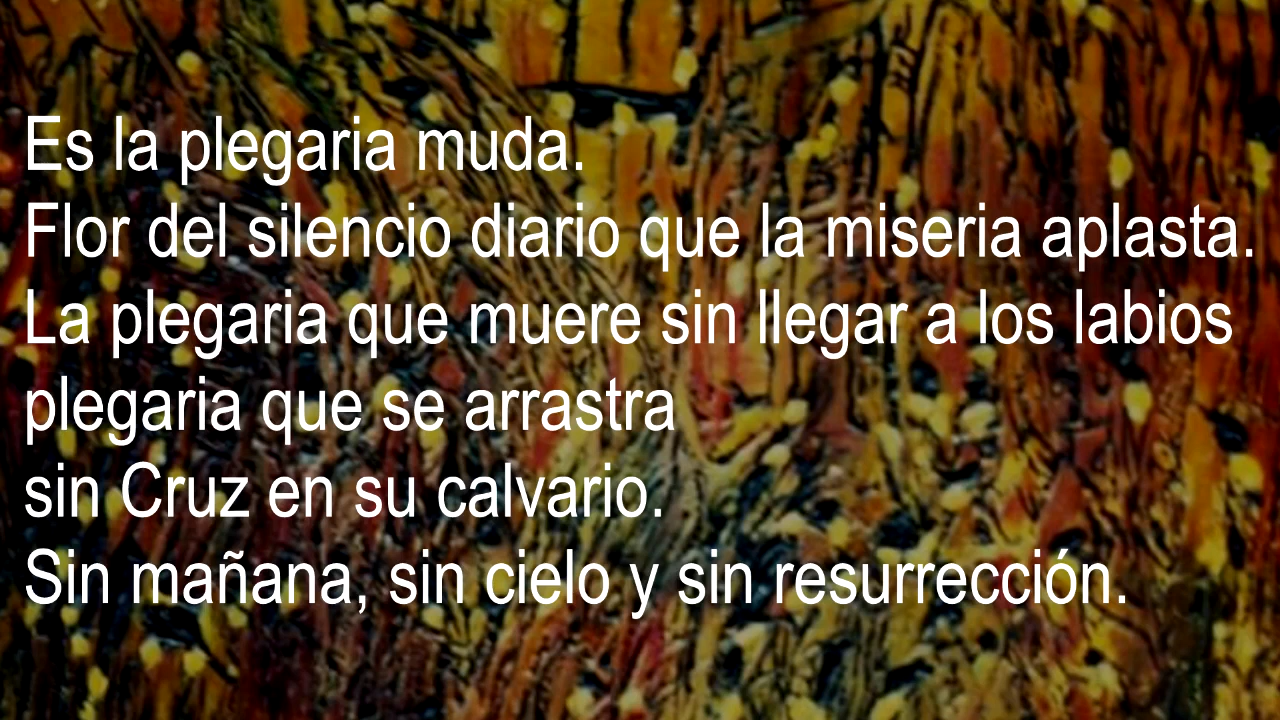 Es la plegaria muda.
Flor del silencio diario que la miseria aplasta.
La plegaria que muere sin llegar a los labios
plegaria que se arrastra
sin Cruz en su calvario.
Sin mañana, sin cielo y sin resurrección.